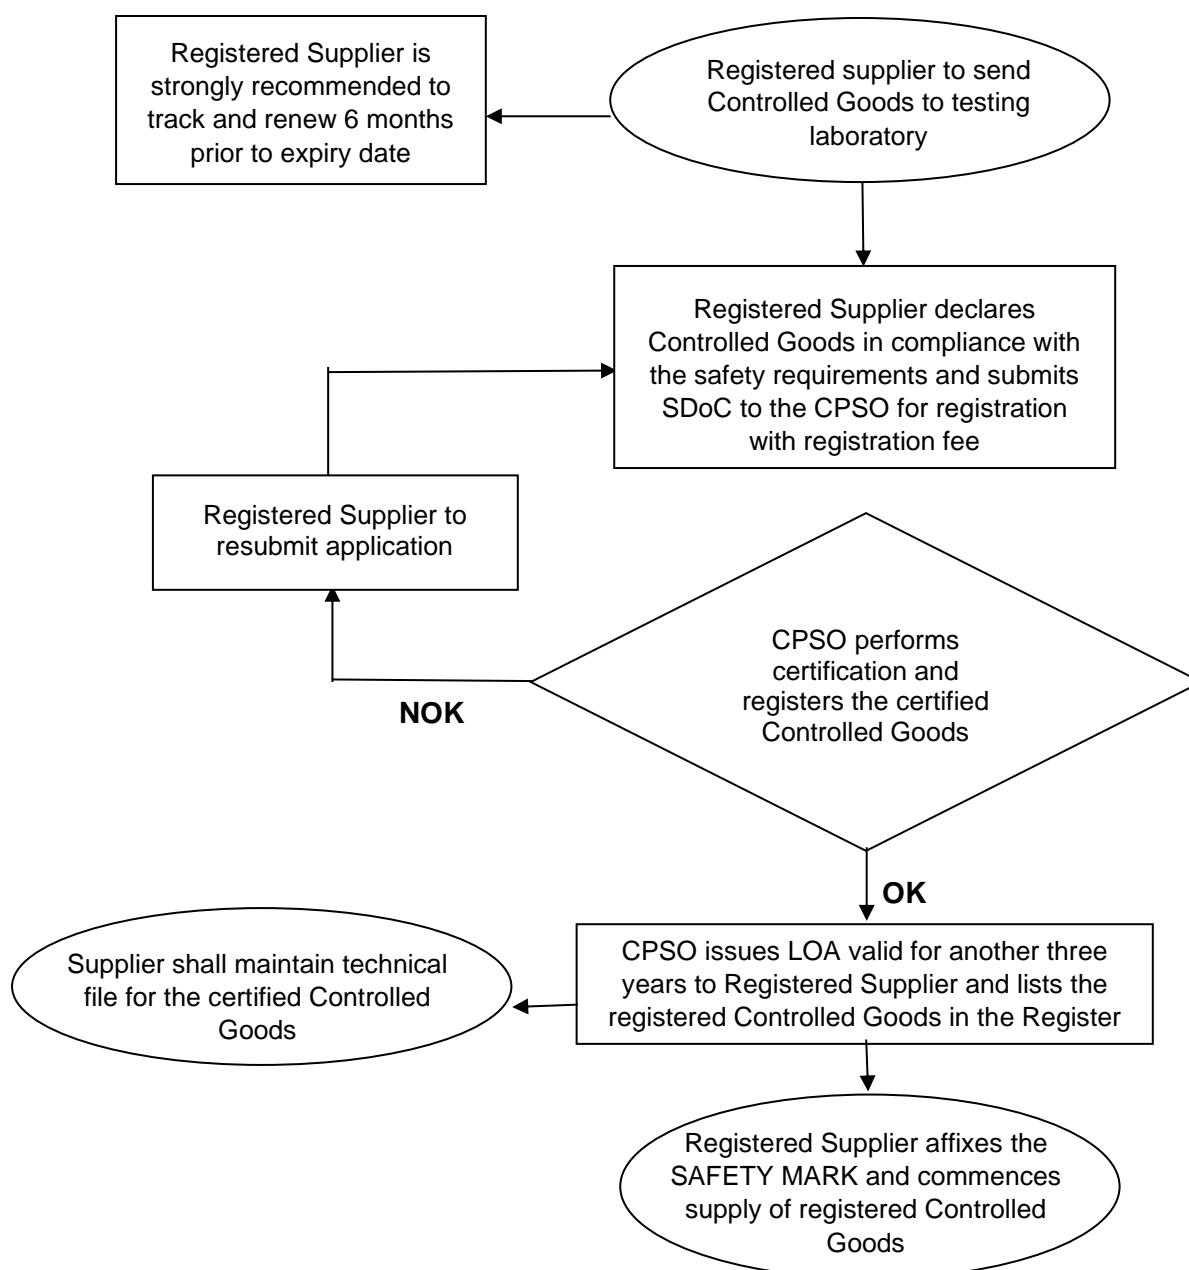 Registered Supplier is
strongly recommended to
track and renew 6 months
prior to expiry date
Registered supplier to send
Controlled Goods to testing
laboratory
Registered Supplier declares
Controlled Goods in compliance with
the safety requirements and submits
SDoC to the CPSO for registration
with registration fee
Registered Supplier to
resubmit application
CPSO performs
certification and
registers the certified
Controlled Goods
NOK
OK
Supplier shall maintain technical
file for the certified Controlled
Goods
CPSO issues LOA valid for another three
years to Registered Supplier and lists the
registered Controlled Goods in the Register
Registered Supplier affixes the
SAFETY MARK and commences
supply of registered Controlled
Goods